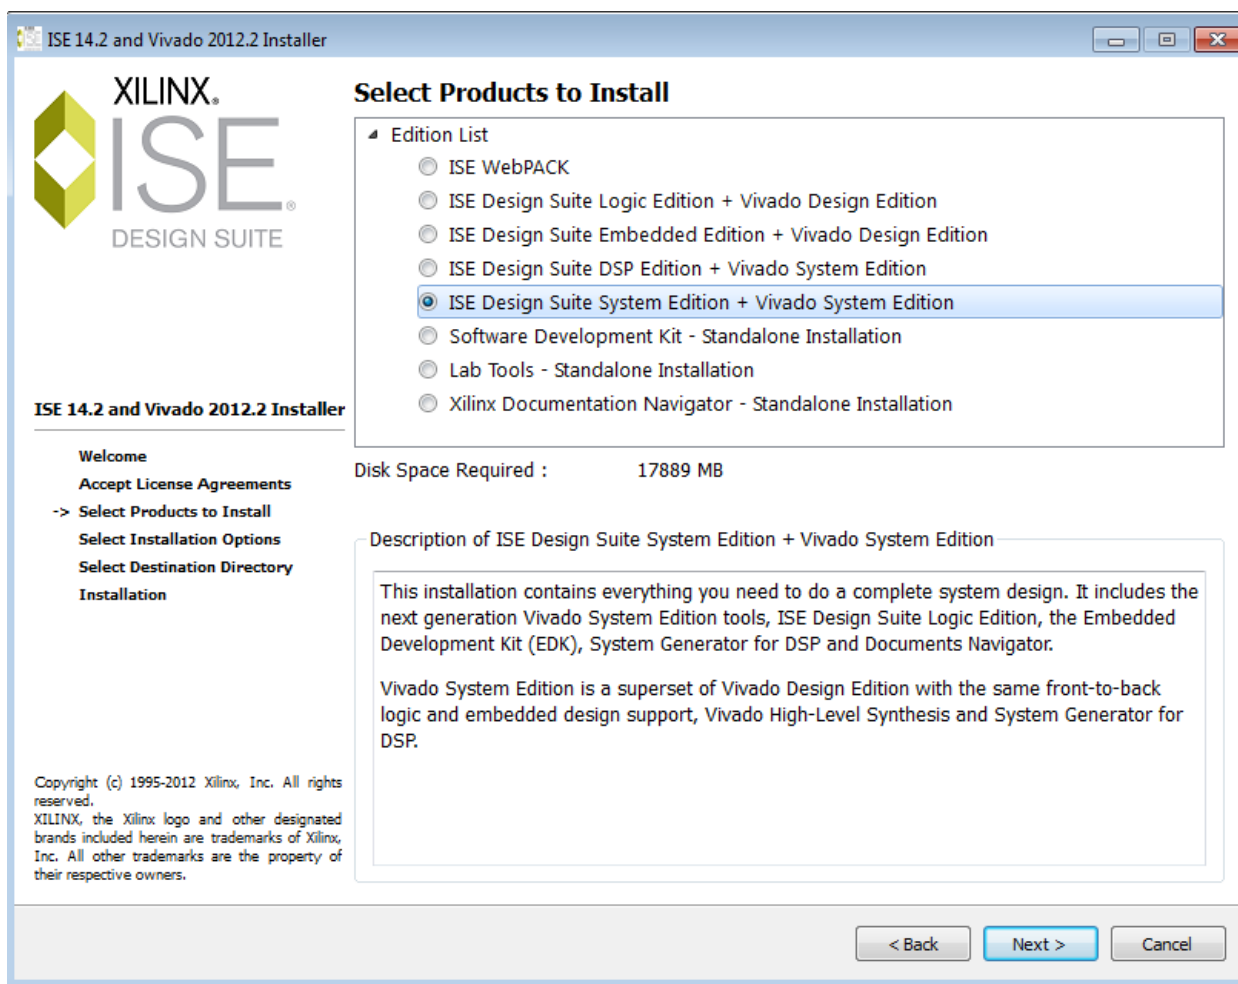 ISE 14.2 and Vivado 2012.2 Installer
XILINX®
ISE®
DESIGN SUITE
Select Products to Install
Edition List
ISE WebPACK
ISE Design Suite Logic Edition + Vivado Design Edition
ISE Design Suite Embedded Edition + Vivado Design Edition
ISE Design Suite DSP Edition + Vivado System Edition
ISE Design Suite System Edition + Vivado System Edition
Software Development Kit - Standalone Installation
Lab Tools - Standalone Installation
Xilinx Documentation Navigator - Standalone Installation
Disk Space Required : 17889 MB
ISE 14.2 and Vivado 2012.2 Installer
Welcome
Accept License Agreements
-> Select Products to Install
Select Installation Options
Select Destination Directory
Installation
Description of ISE Design Suite System Edition + Vivado System Edition
This installation contains everything you need to do a complete system design. It includes the
next generation Vivado System Edition tools, ISE Design Suite Logic Edition, the Embedded
Development Kit (EDK), System Generator for DSP and Documents Navigator.
Vivado System Edition is a superset of Vivado Design Edition with the same front-to-back
logic and embedded design support, Vivado High-Level Synthesis and System Generator for
DSP.
Copyright (c) 1995-2012 Xilinx, Inc. All rights
reserved.
XILINX, the Xilinx logo and other designated
brands included herein are trademarks of Xilinx,
Inc. All other trademarks are the property of
their respective owners.
< Back
Next >
Cancel